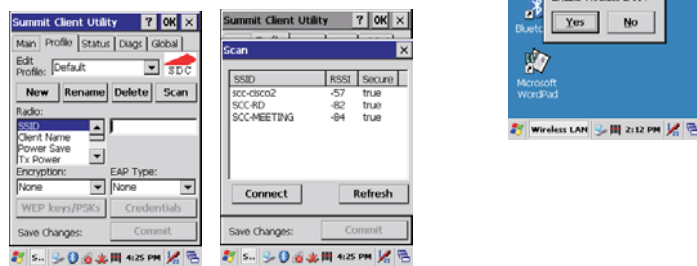 Summit Client Utility ? OK ×
Main Profile Status Diags Global
Edit
Profile: Default
SDC
New Rename Delete Scan
Radio:
SSID
Client Name
Power Save
Tx Power
Encryption: EAP Type:
None None
WEP keys/PSKs Credentials
Save Changes: Commit
S.. 4:25 PM
Summit Client Utility ? OK ×
Scan ×
SSID RSSI Secure
scc-cisco2 -57 true
SCC-RD -82 true
SCC-MEETING -84 true
Connect Refresh
Save Changes: Commit
S.. 4:25 PM
Yes No
Microsoft
WordPad
Wireless LAN 2:12 PM